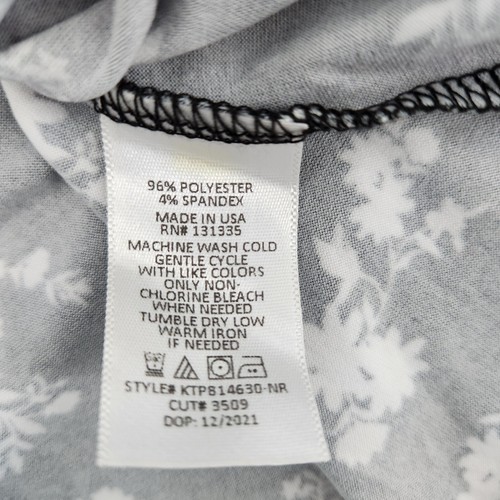 96% POLYESTER
4% SPANDEX
MADE IN USA
RN# 131335
MACHINE WASH COLD
GENTLE CYCLE
WITH LIKE COLORS
ONLY NON-
CHLORINE BLEACH
WHEN NEEDED
TUMBLE DRY LOW
WARM IRON
IF NEEDED
STYLE# KTPB14630-NR
CUT# 3509
DOP: 12/2021